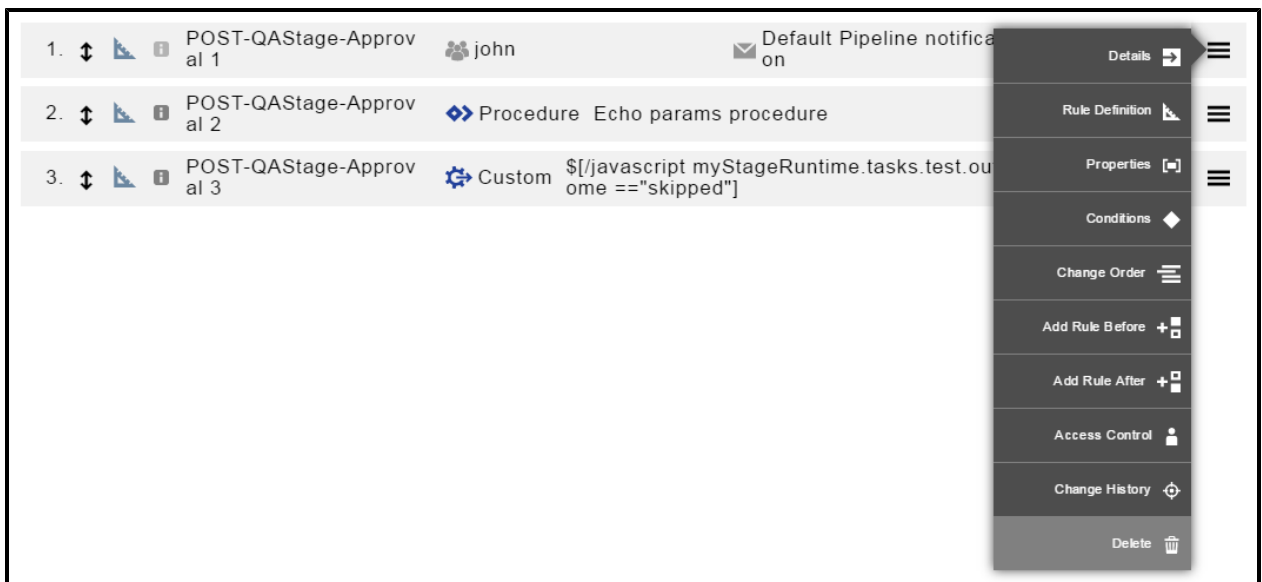 1. POST-QAStage-Approv
al 1
john
Default Pipeline notifica
on
2. POST-QAStage-Approv
al 2
Procedure Echo params procedure
3. POST-QAStage-Approv
al 3
Custom
$[/javascript myStageRuntime.tasks.test.ou
ome =="skipped"]
Details
Rule Definition
Properties
Conditions
Change Order
Add Rule Before
Add Rule After
Access Control
Change History
Delete